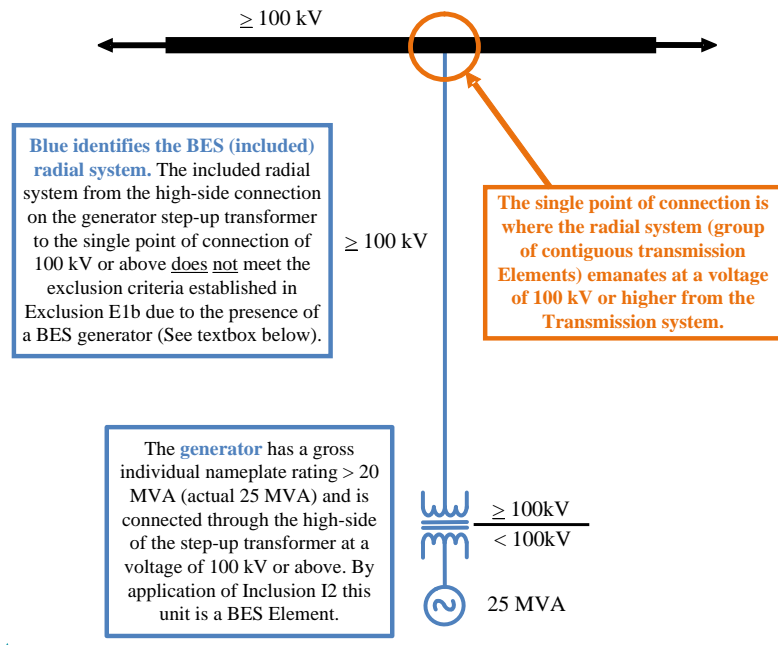 ≥ 100 kV
Blue identifies the BES (included)
radial system. The included radial
system from the high-side connection
on the generator step-up transformer
to the single point of connection of
100 kV or above does not meet the
exclusion criteria established in
Exclusion E1b due to the presence of
a BES generator (See textbox below).
≥ 100 kV
The single point of connection is
where the radial system (group
of contiguous transmission
Elements) emanates at a voltage
of 100 kV or higher from the
Transmission system.
The generator has a gross
individual nameplate rating > 20
MVA (actual 25 MVA) and is
connected through the high-side
of the step-up transformer at a
voltage of 100 kV or above. By
application of Inclusion I2 this
unit is a BES Element.
≥ 100kV
< 100kV
25 MVA